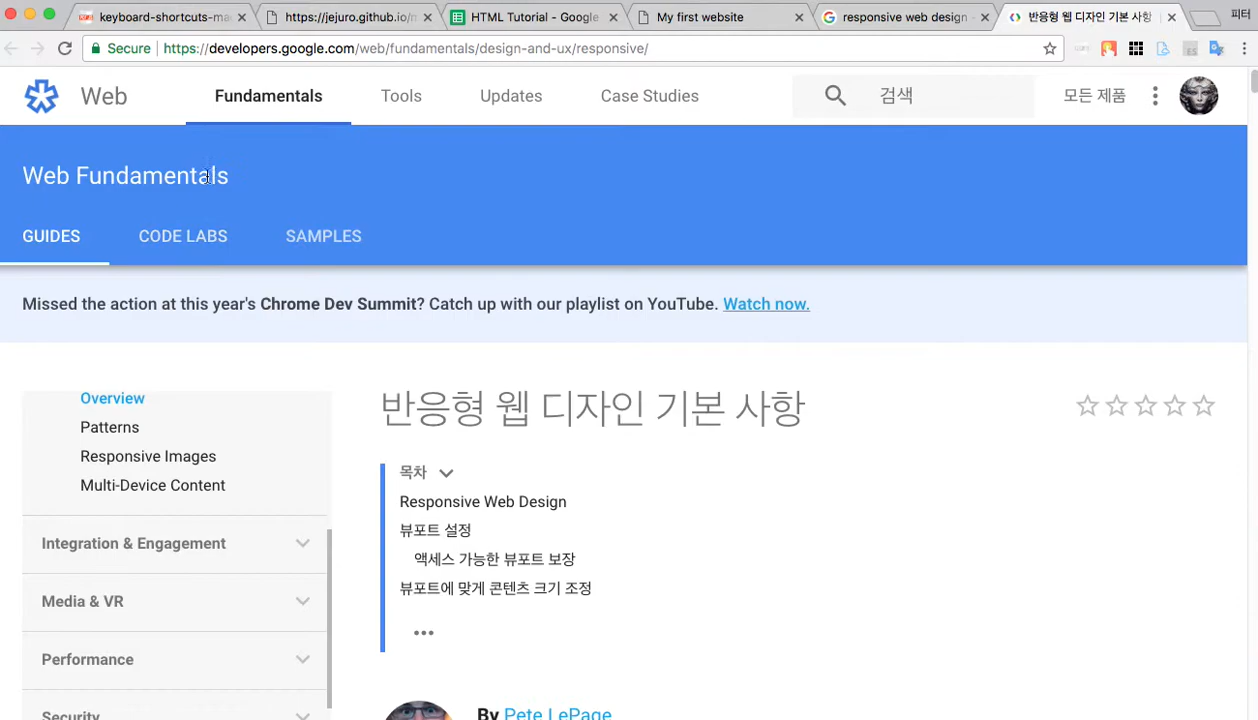 keyboard-shortcuts-mac
https://jejuro.github.io/m
HTML Tutorial - Google
My first website
responsive web design -
반응형 웹 디자인 기본 사항
피터
Secure https://developers.google.com/web/fundamentals/design-and-ux/responsive/
Web
Fundamentals
Tools
Updates
Case Studies
검색
모든 제품
Web Fundamentals
GUIDES
CODE LABS
SAMPLES
Missed the action at this year's Chrome Dev Summit? Catch up with our playlist on YouTube. Watch now.
Overview
Patterns
Responsive Images
Multi-Device Content
Integration & Engagement
Media & VR
Performance
Security
반응형 웹 디자인 기본 사항
목차
Responsive Web Design
뷰포트 설정
액세스 가능한 뷰포트 보장
뷰포트에 맞게 콘텐츠 크기 조정
•••
By Pete LePage